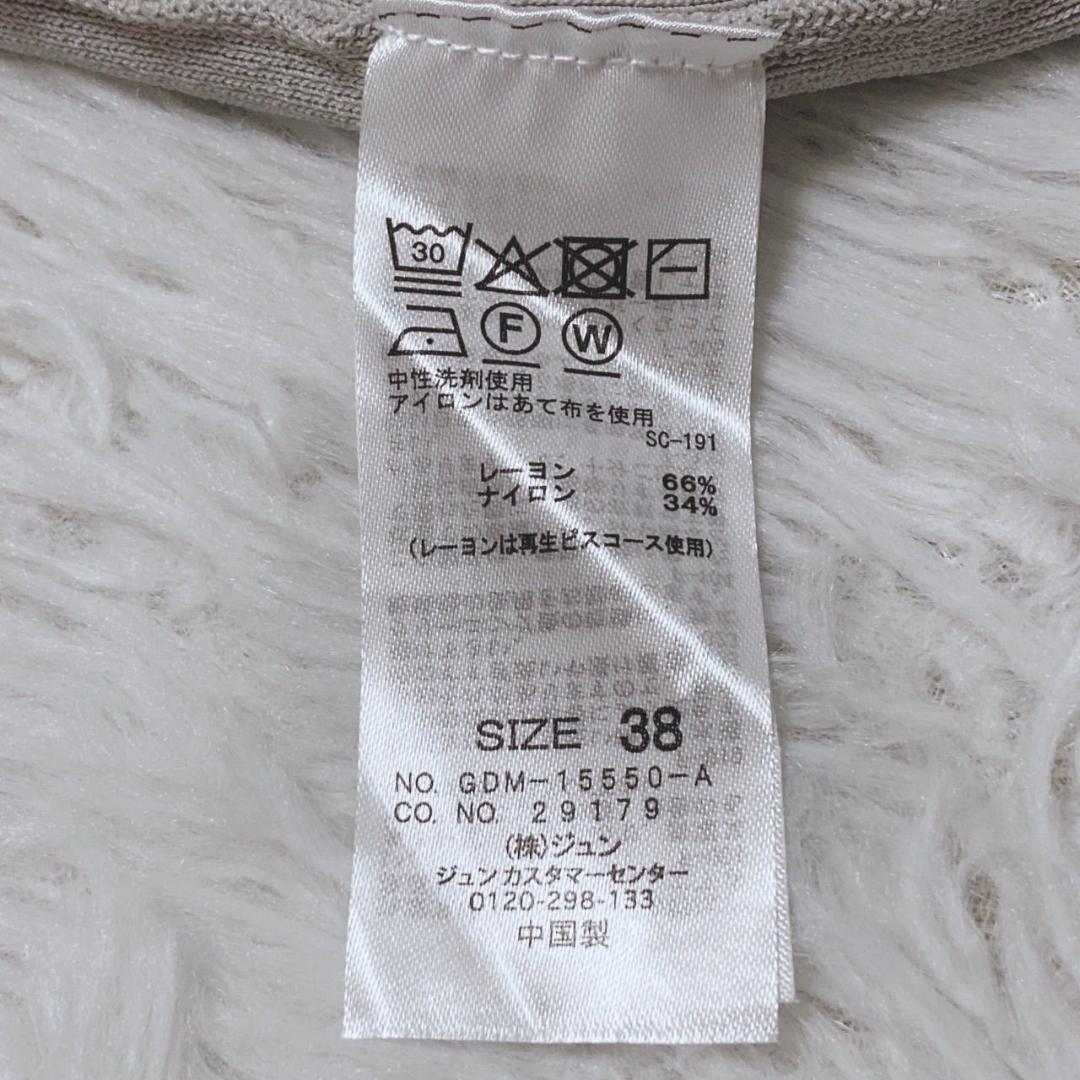 30
F W
中性洗剤使用
アイロンはあて布を使用
SC-191
レーヨン 66%
ナイロン 34%
(レーヨンは再生ビスコース使用)
SIZE 38
NO. GDM-15550-A
CO. NO. 29179
(株)ジュン
ジュンカスタマーセンター
0120-298-133
中国製